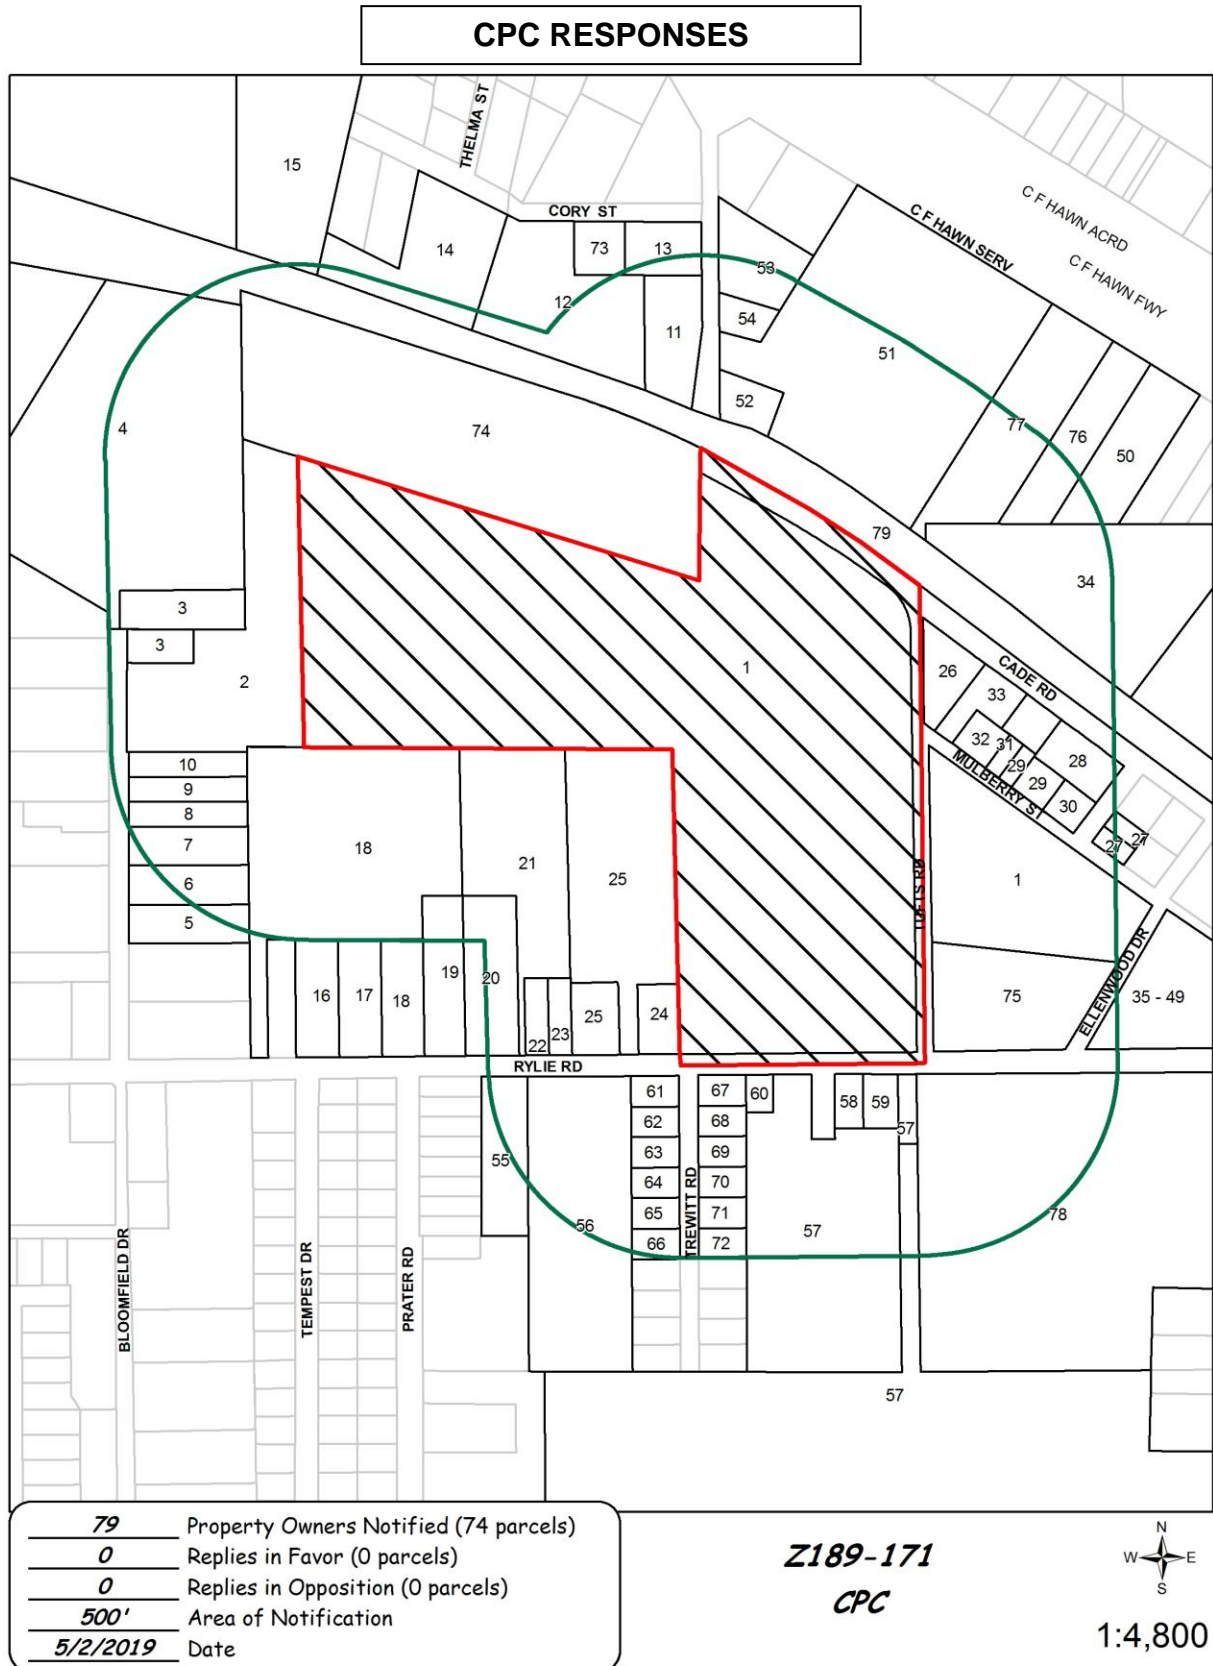 CPC RESPONSES
THELMA ST
15
CORY ST
C F HAWN ACRD
C F HAWN SERV
C F HAWN FWY
14
73
13
53
12
54
11
51
52
4
74
77
76
50
79
34
3
3
1
2
26
CADE RD
33
32
31
29
29
28
30
MULBERRY ST
27
27
10
9
8
7
6
5
18
21
25
1
ELLENWOOD DR
75
35 - 49
16
17
18
19
20
22
23
25
24
RYLIE RD
61
67
60
58
59
57
62
68
63
69
64
70
65
71
66
72
TREWITT RD
55
56
57
78
BLOOMFIELD DR
TEMPEST DR
PRATER RD
57
79 Property Owners Notified (74 parcels)
0 Replies in Favor (0 parcels)
0 Replies in Opposition (0 parcels)
500' Area of Notification
5/2/2019 Date
Z189-171
CPC
N
W E
S
1:4,800